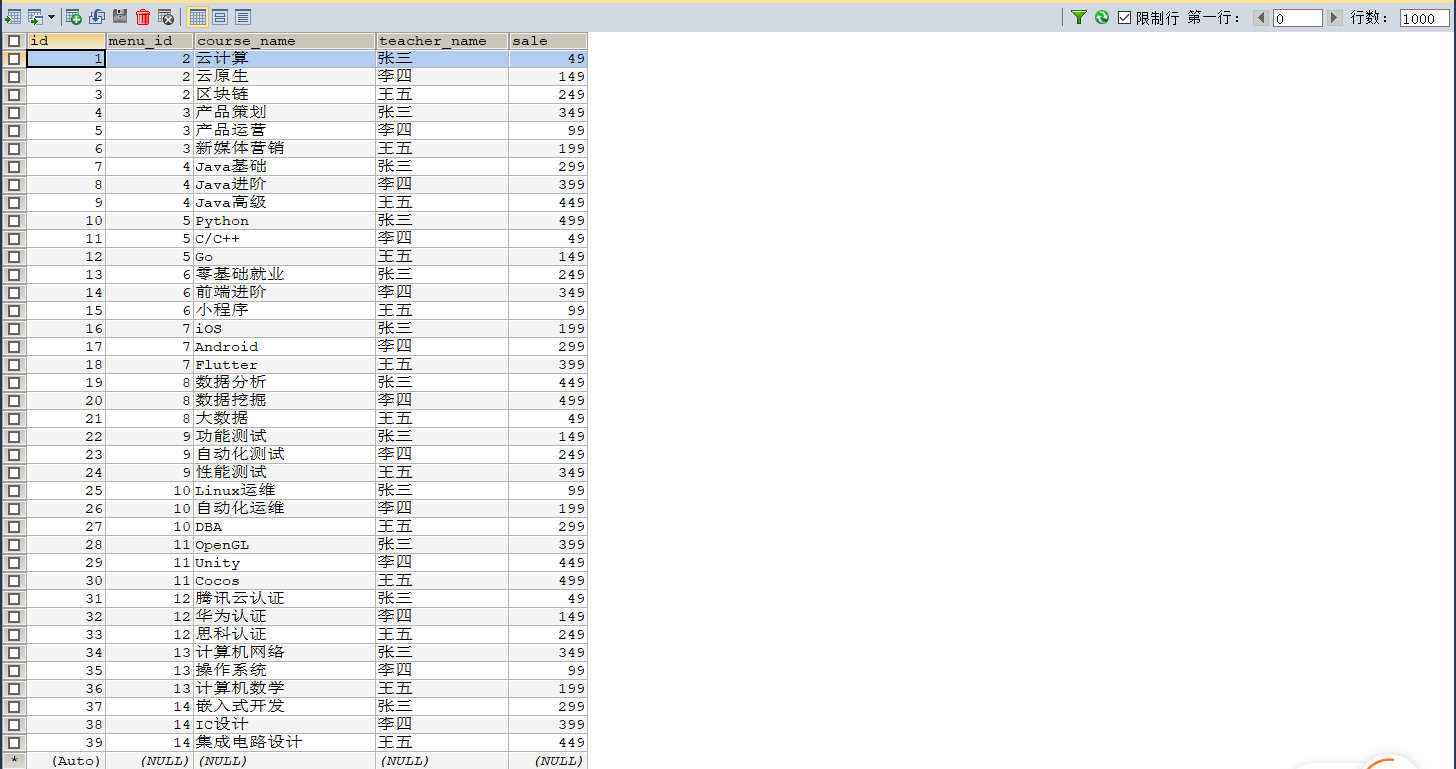 限制行 第一行： 0 行数： 1000
id menu_id course_name teacher_name sale
1 2 云计算 张三 49
2 2 云原生 李四 149
3 2 区块链 王五 249
4 3 产品策划 张三 349
5 3 产品运营 李四 99
6 3 新媒体营销 王五 199
7 4 Java基础 张三 299
8 4 Java进阶 李四 399
9 4 Java高级 王五 449
10 5 Python 张三 499
11 5 C/C++ 李四 49
12 5 Go 王五 149
13 6 零基础就业 张三 249
14 6 前端进阶 李四 349
15 6 小程序 王五 99
16 7 iOS 张三 199
17 7 Android 李四 299
18 7 Flutter 王五 399
19 8 数据分析 张三 449
20 8 数据挖掘 李四 499
21 8 大数据 王五 49
22 9 功能测试 张三 149
23 9 自动化测试 李四 249
24 9 性能测试 王五 349
25 10 Linux运维 张三 99
26 10 自动化运维 李四 199
27 10 DBA 王五 299
28 11 OpenGL 张三 399
29 11 Unity 李四 449
30 11 Cocos 王五 499
31 12 腾讯云认证 张三 49
32 12 华为认证 李四 149
33 12 思科认证 王五 249
34 13 计算机网络 张三 349
35 13 操作系统 李四 99
36 13 计算机数学 王五 199
37 14 嵌入式开发 张三 299
38 14 IC设计 李四 399
39 14 集成电路设计 王五 449
* (Auto) (NULL) (NULL) (NULL) (NULL)